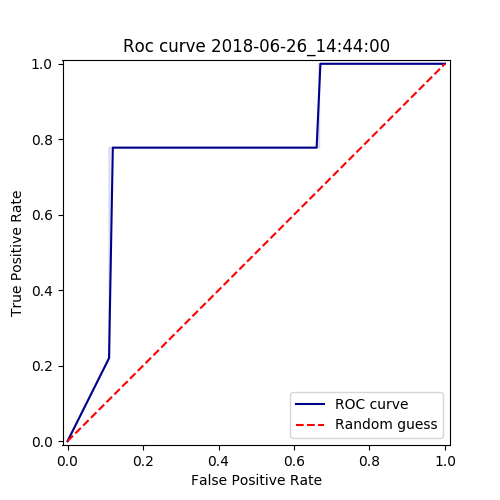 Roc curve 2018-06-26_14:44:00
1.0
0.8
0.6
0.4
0.2
0.0
True Positive Rate
ROC curve
Random guess
0.0 0.2 0.4 0.6 0.8 1.0
False Positive Rate